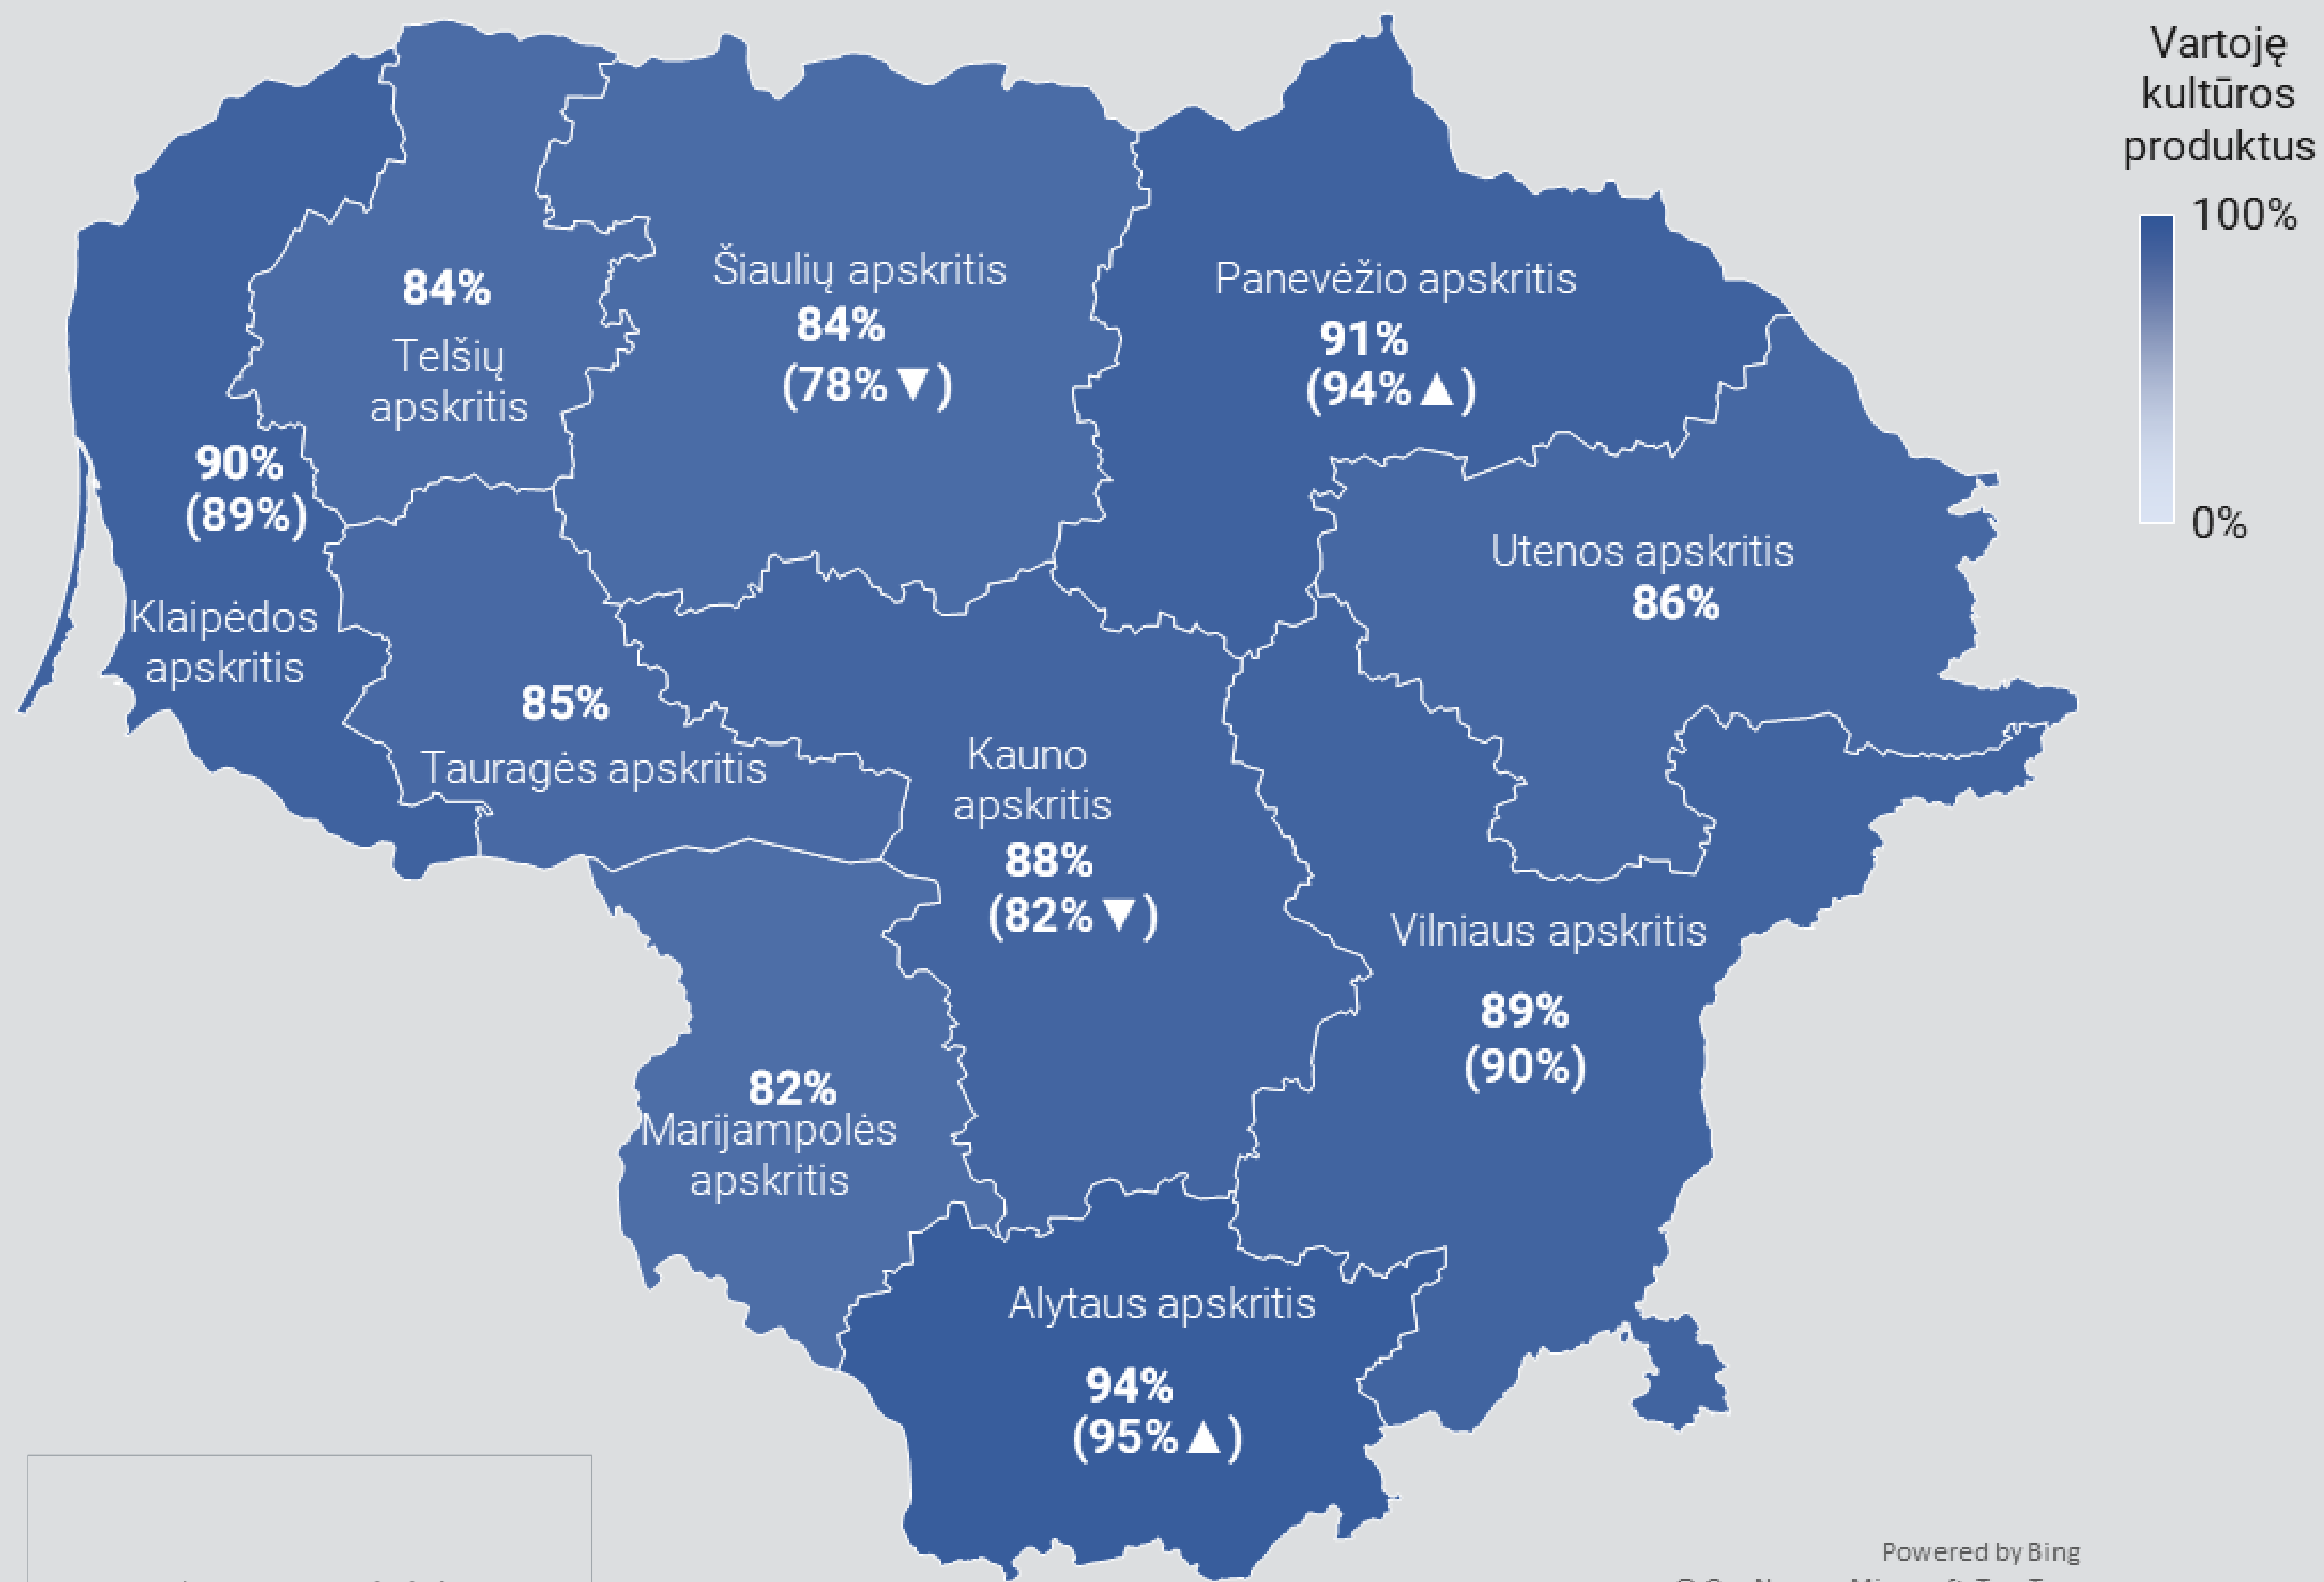 Vartoję
kultūros
produktus
100%
0%
84%
Telšių
apskritis
Šiaulių apskritis
84%
(78%▼)
Panevėžio apskritis
91%
(94%▲)
90%
(89%)
Klaipėdos
apskritis
Utenos apskritis
86%
85%
Tauragės apskritis
Kauno
apskritis
88%
(82%▼)
Vilniaus apskritis
89%
(90%)
82%
Marijampolės
apskritis
Alytaus apskritis
94%
(95%▲)
Powered by Bing